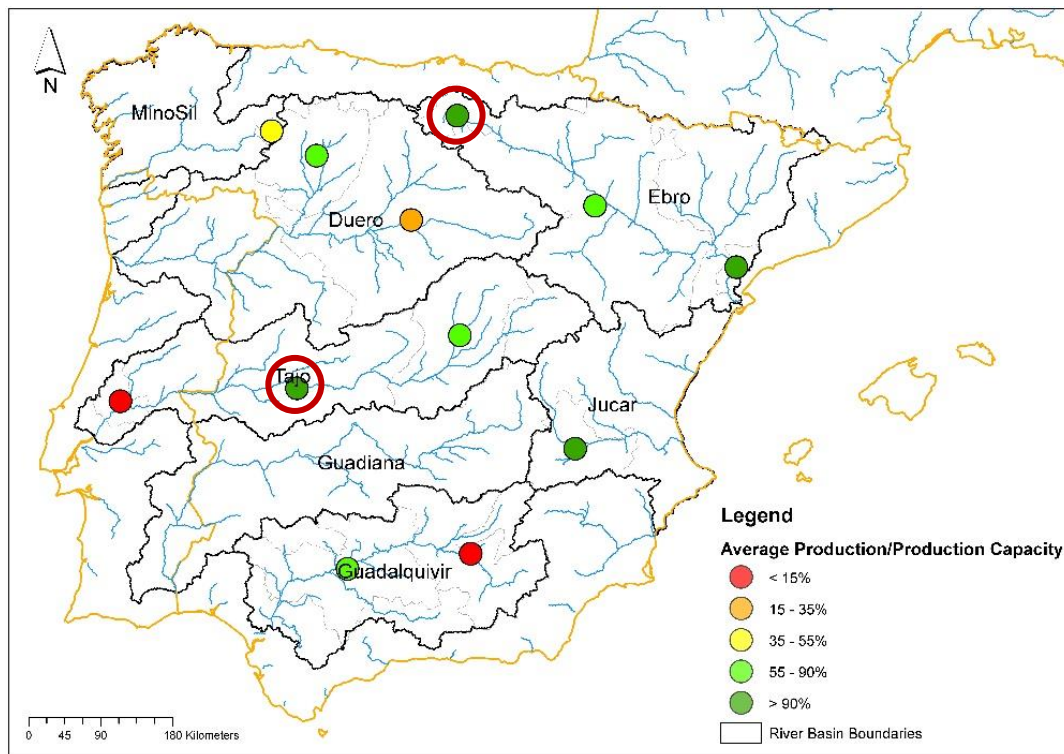 N
MinoSil
Ebro
Duero
Tajo
Jucar
Guadiana
Guadalquivir
Legend
Average Production/Production Capacity
< 15%
15 - 35%
35 - 55%
55 - 90%
> 90%
River Basin Boundaries
0 45 90 180 Kilometers